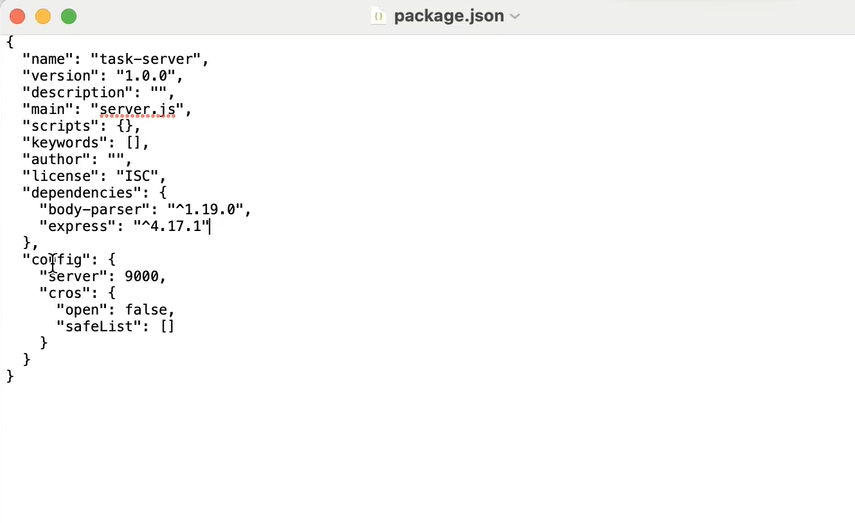 package.json
{
  "name": "task-server",
  "version": "1.0.0",
  "description": "",
  "main": "server.js",
  "scripts": {},
  "keywords": [],
  "author": "",
  "license": "ISC",
  "dependencies": {
    "body-parser": "^1.19.0",
    "express": "^4.17.1"
  },
  "config": {
    "server": 9000,
    "cros": {
      "open": false,
      "safeList": []
    }
  }
}